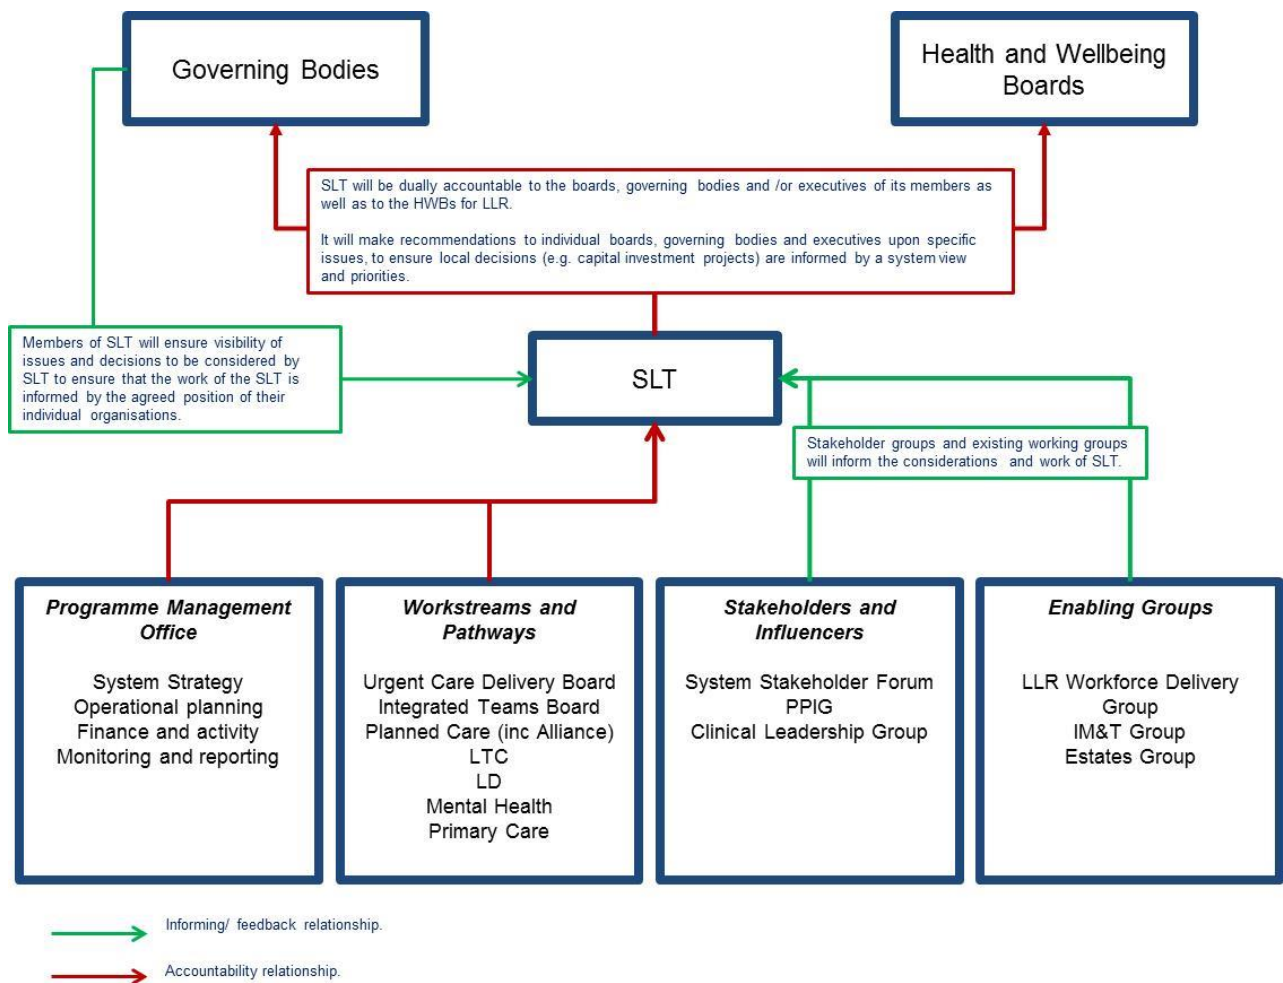 Governing Bodies
Health and Wellbeing
Boards
SLT will be dually accountable to the boards, governing bodies and /or executives of its members as
well as to the HWBs for LLR.
It will make recommendations to individual boards, governing bodies and executives upon specific
issues, to ensure local decisions (e.g. capital investment projects) are informed by a system view
and priorities.
Members of SLT will ensure visibility of
issues and decisions to be considered by
SLT to ensure that the work of the SLT is
informed by the agreed position of their
individual organisations.
SLT
Stakeholder groups and existing working groups
will inform the considerations and work of SLT.
Programme Management
Office
System Strategy
Operational planning
Finance and activity
Monitoring and reporting
Workstreams and
Pathways
Urgent Care Delivery Board
Integrated Teams Board
Planned Care (inc Alliance)
LTC
LD
Mental Health
Primary Care
Stakeholders and
Influencers
System Stakeholder Forum
PPIG
Clinical Leadership Group
Enabling Groups
LLR Workforce Delivery
Group
IM&T Group
Estates Group
Informing/ feedback relationship.
Accountability relationship.